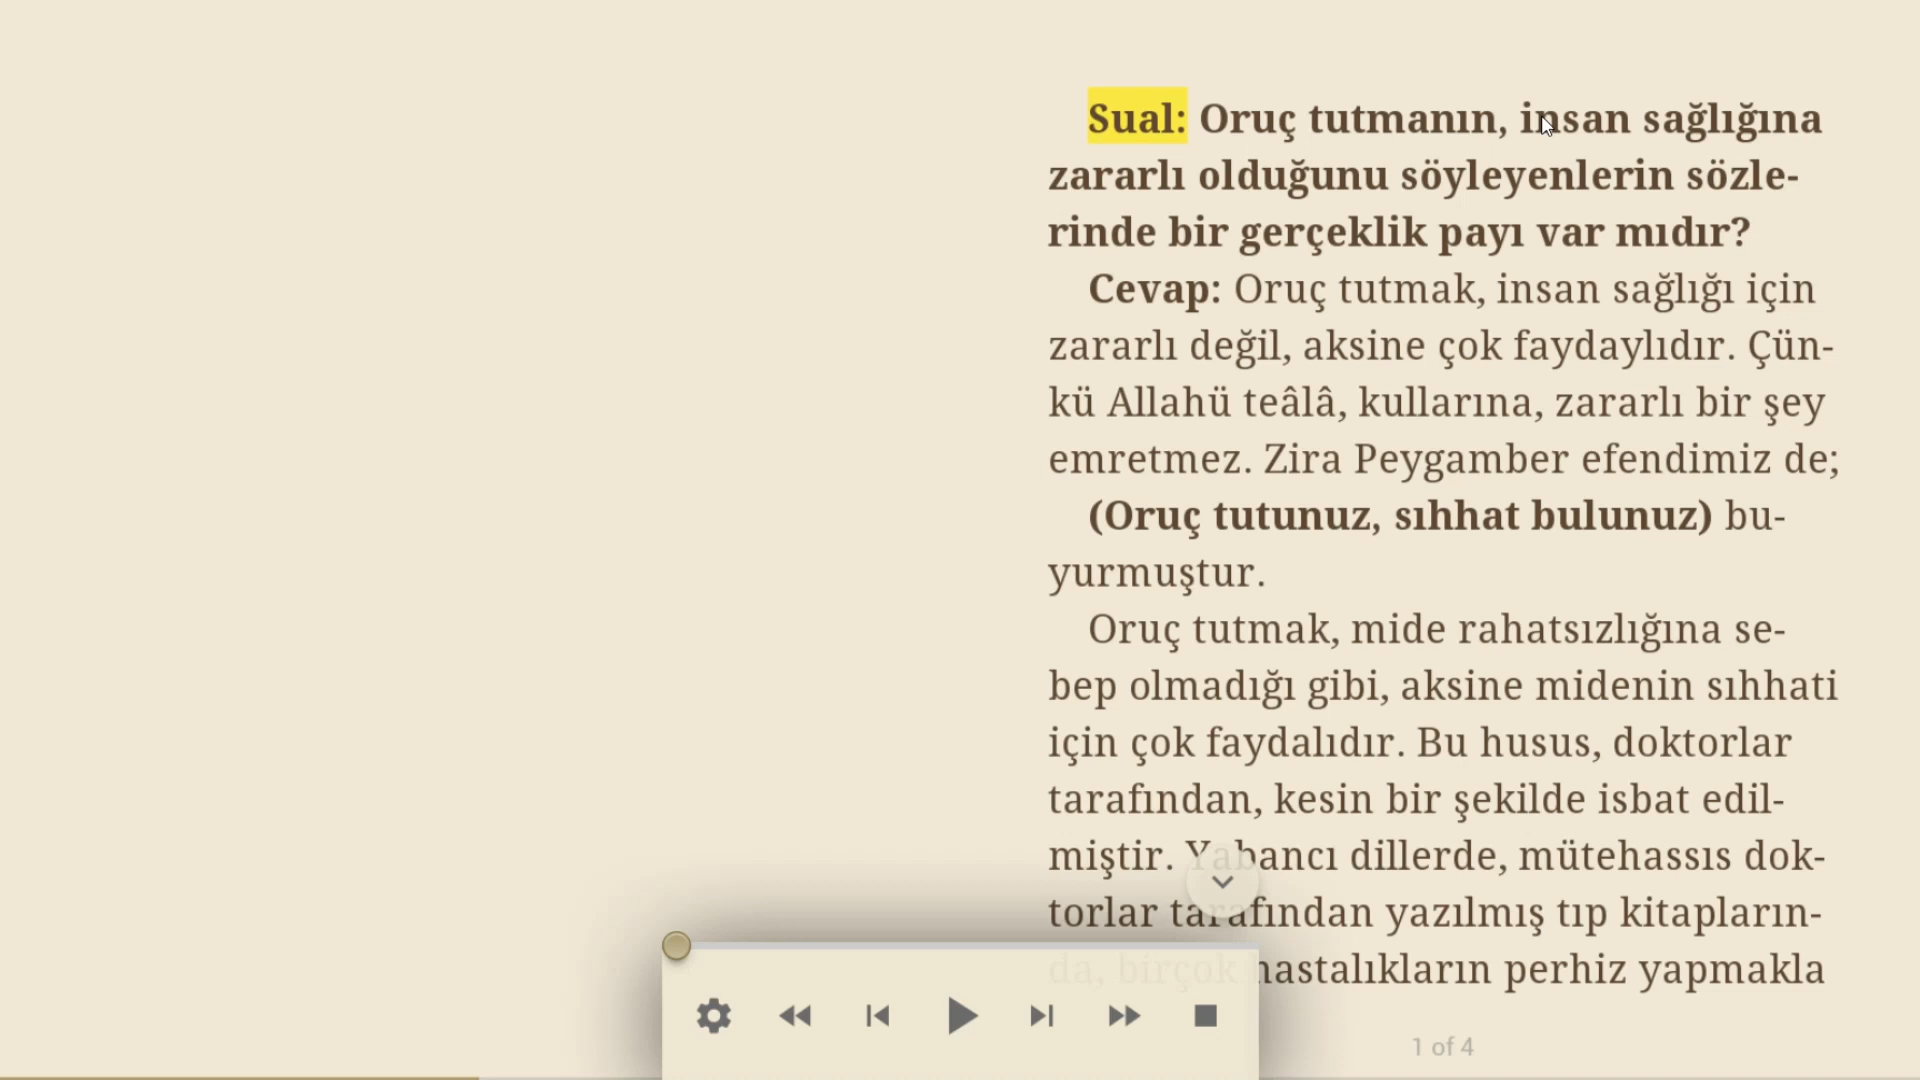 Sual: Oruç tutmanın, insan sağlığına
zararlı olduğunu söyleyenlerin sözle-
rinde bir gerçeklik payı var mıdır?
Cevap: Oruç tutmak, insan sağlığı için
zararlı değil, aksine çok faydaylıdır. Çün-
kü Allahü teâlâ, kullarına, zararlı bir şey
emretmez. Zira Peygamber efendimiz de;
(Oruç tutunuz, sıhhat bulunuz) bu-
yurmuştur.
Oruç tutmak, mide rahatsızlığına se-
bep olmadığı gibi, aksine midenin sıhhati
için çok faydalıdır. Bu husus, doktorlar
tarafından, kesin bir şekilde isbat edil-
miştir. Yabancı dillerde, mütehassıs dok-
torlar tarafından yazılmış tıp kitapların-
da, birçok hastalıkların perhiz yapmakla
1 of 4